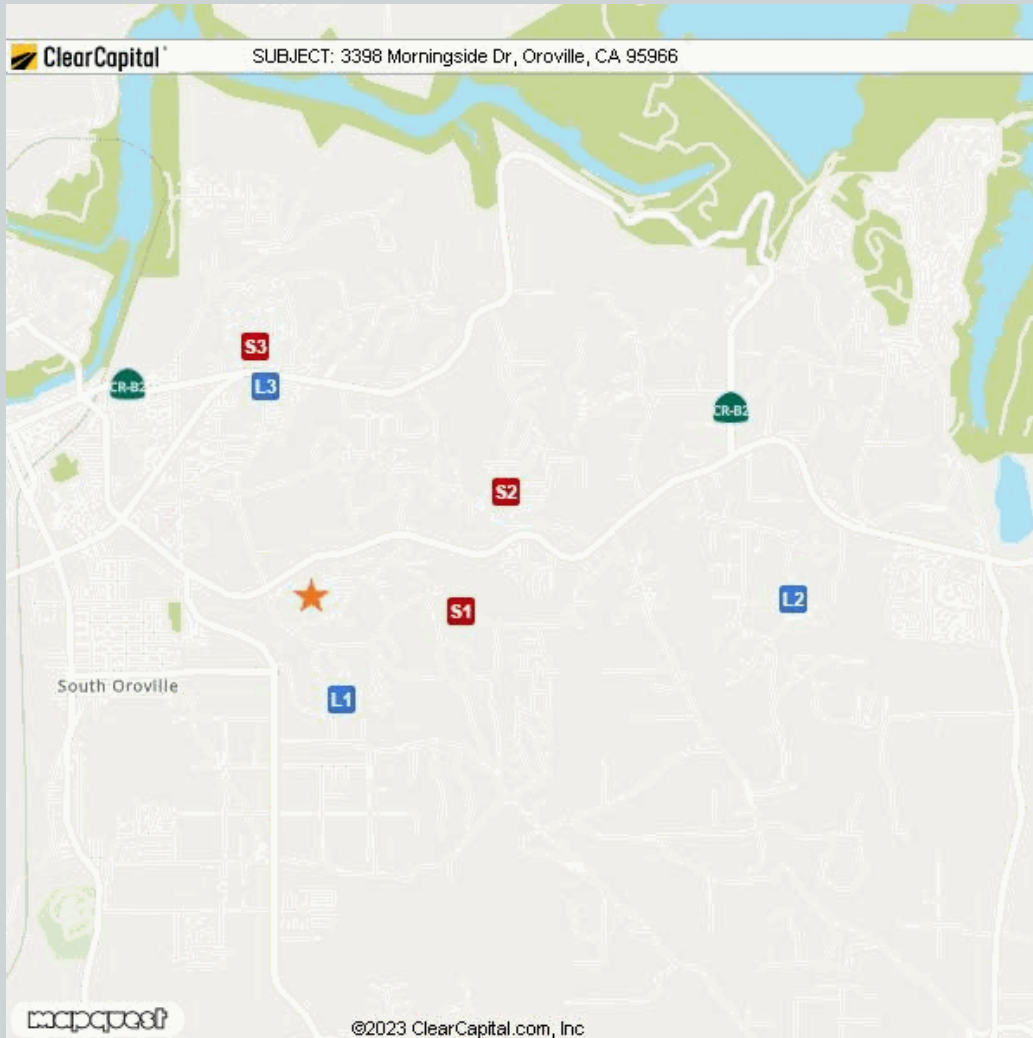 ClearCapital
SUBJECT: 3398 Morningside Dr, Oroville, CA 95966
S3
L3
CR-B2
CR-B2
S2
S1
L2
L1
South Oroville
mapquest
©2023 ClearCapital.com, Inc